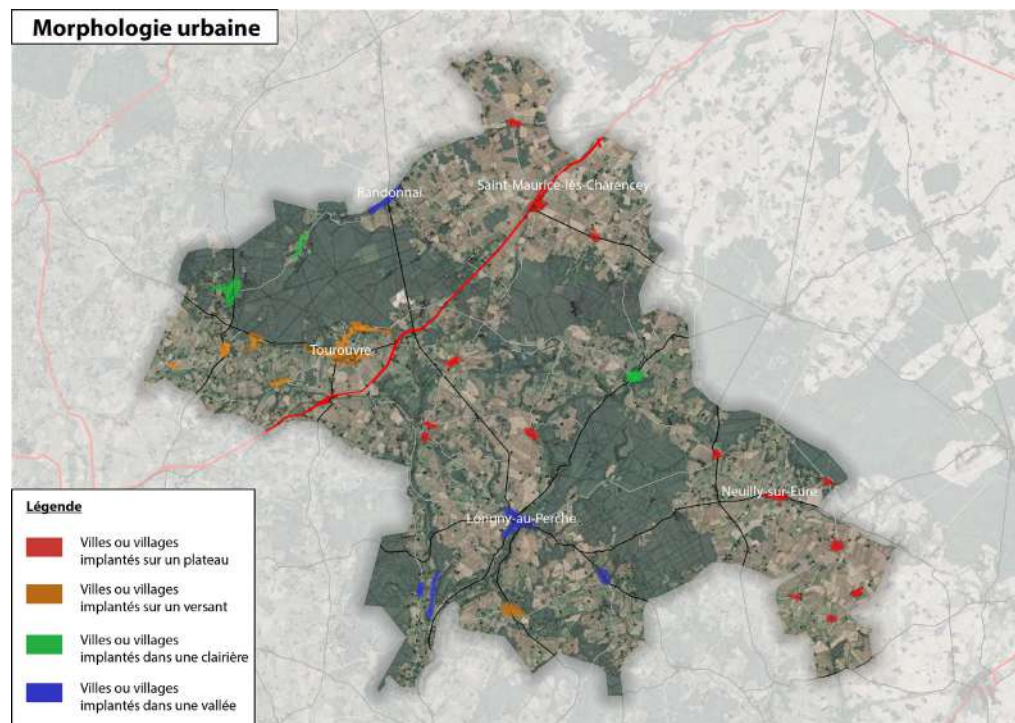 Morphologie urbaine
Randonnai
Saint-Maurice-lès-Charencey
Tourouvre
Neuilly-sur-Eure
Longny-au-Perche
Légende
Villes ou villages
implantés sur un plateau
Villes ou villages
implantés sur un versant
Villes ou villages
implantés dans une clairière
Villes ou villages
implantés dans une vallée